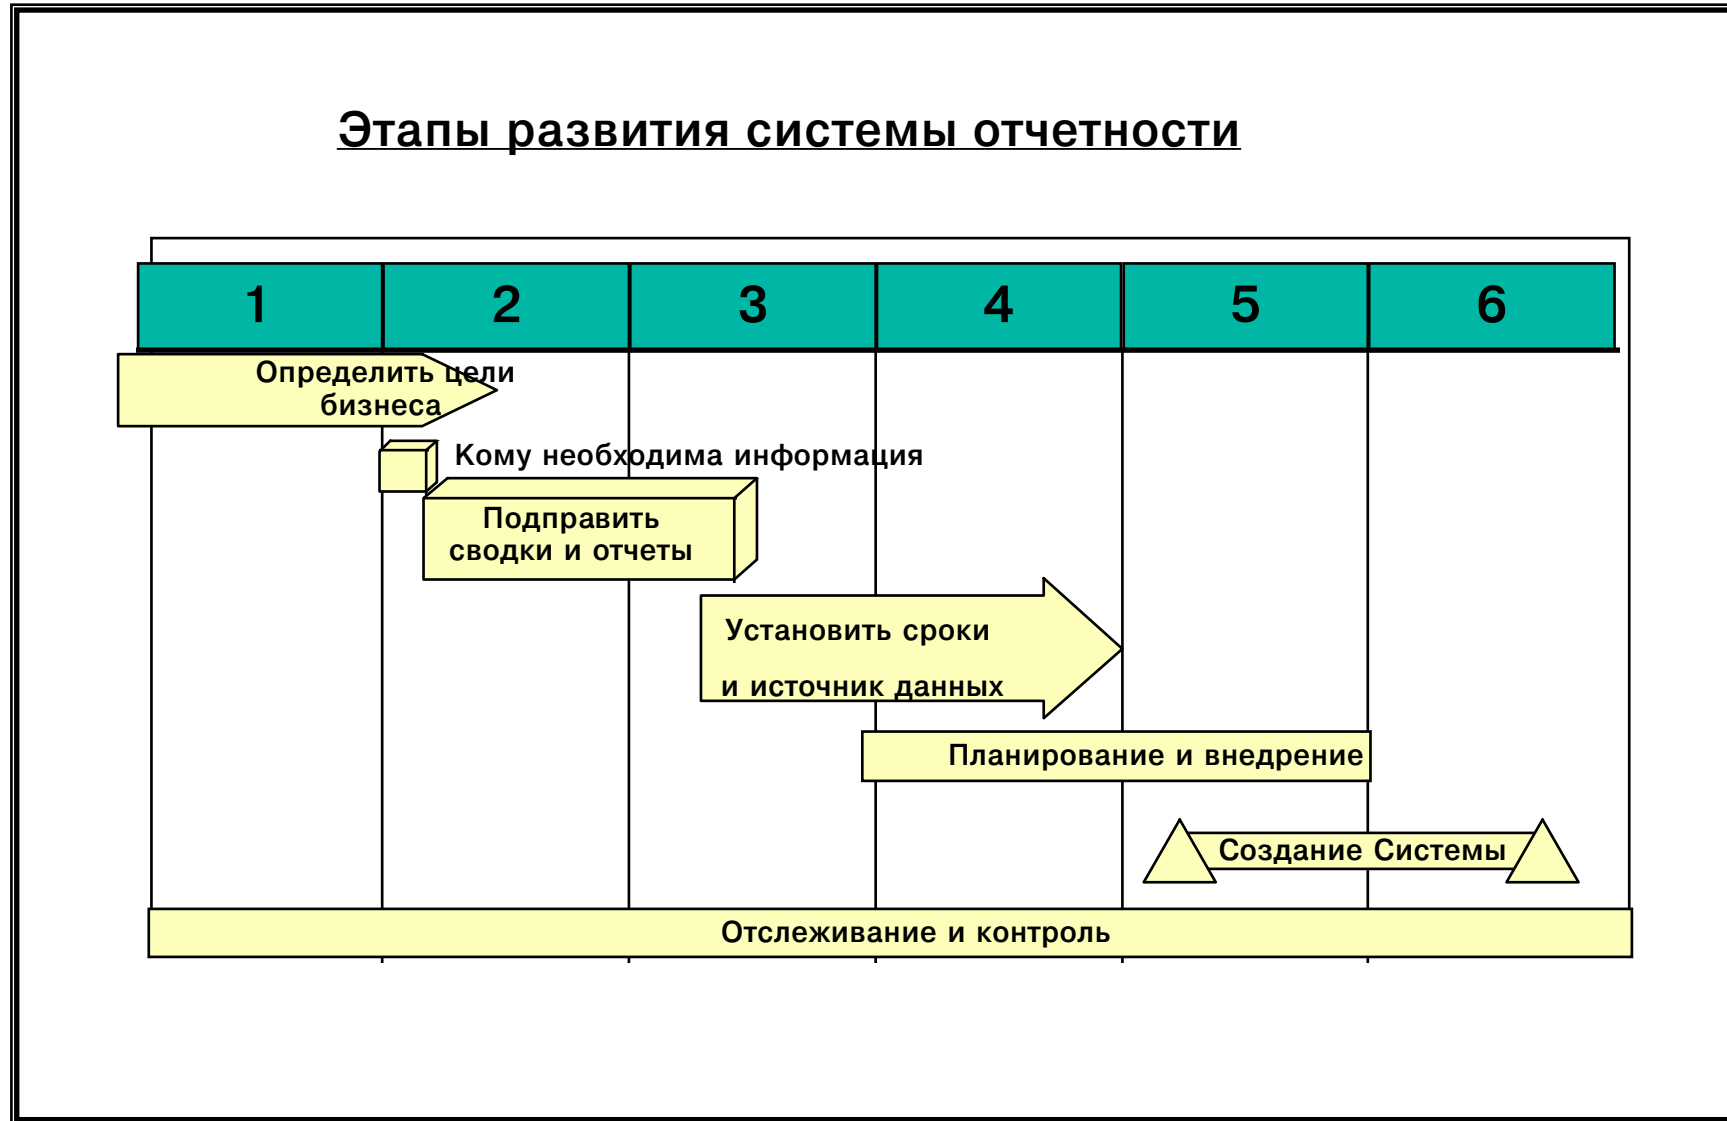 Этапы развития системы отчетности
1 2 3 4 5 6
Определить цели
бизнеса
Кому необходима информация
Подправить
сводки и отчеты
Установить сроки
и источник данных
Планирование и внедрение
Создание Системы
Отслеживание и контроль